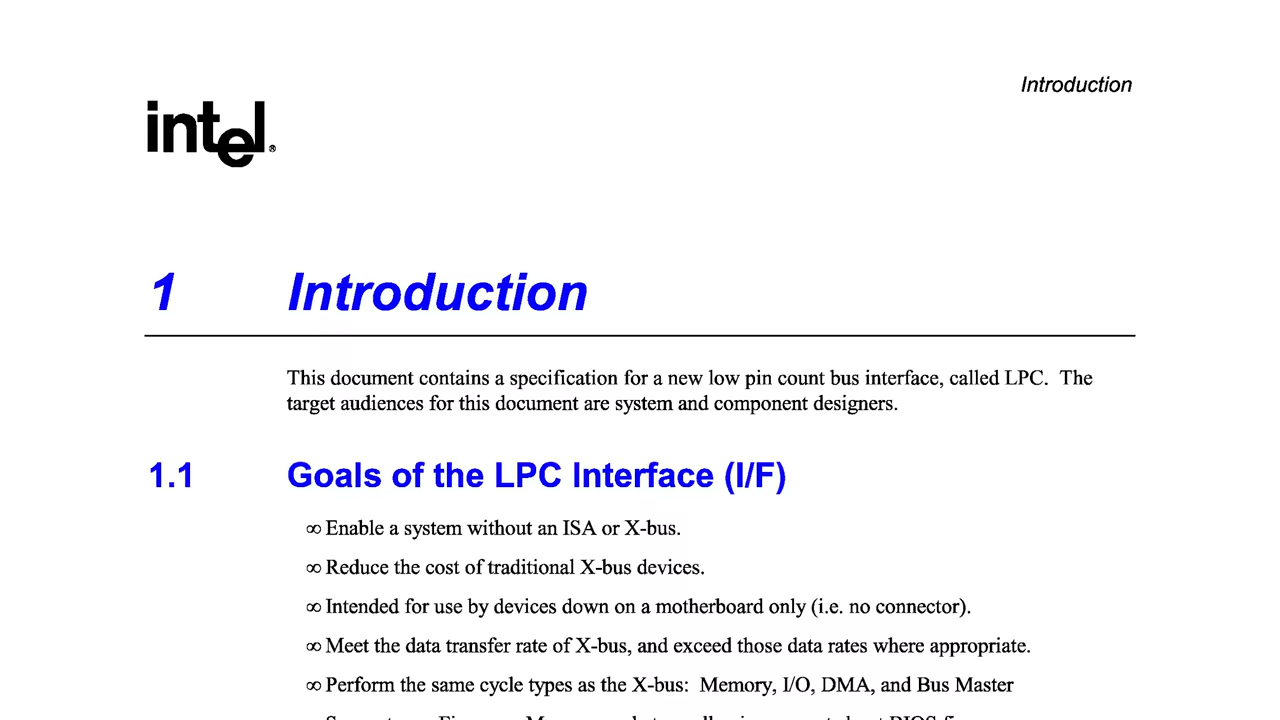 Introduction
intel®
1 Introduction
This document contains a specification for a new low pin count bus interface, called LPC. The
target audiences for this document are system and component designers.
1.1 Goals of the LPC Interface (I/F)
∞ Enable a system without an ISA or X-bus.
∞ Reduce the cost of traditional X-bus devices.
∞ Intended for use by devices down on a motherboard only (i.e. no connector).
∞ Meet the data transfer rate of X-bus, and exceed those data rates where appropriate.
∞ Perform the same cycle types as the X-bus: Memory, I/O, DMA, and Bus Master